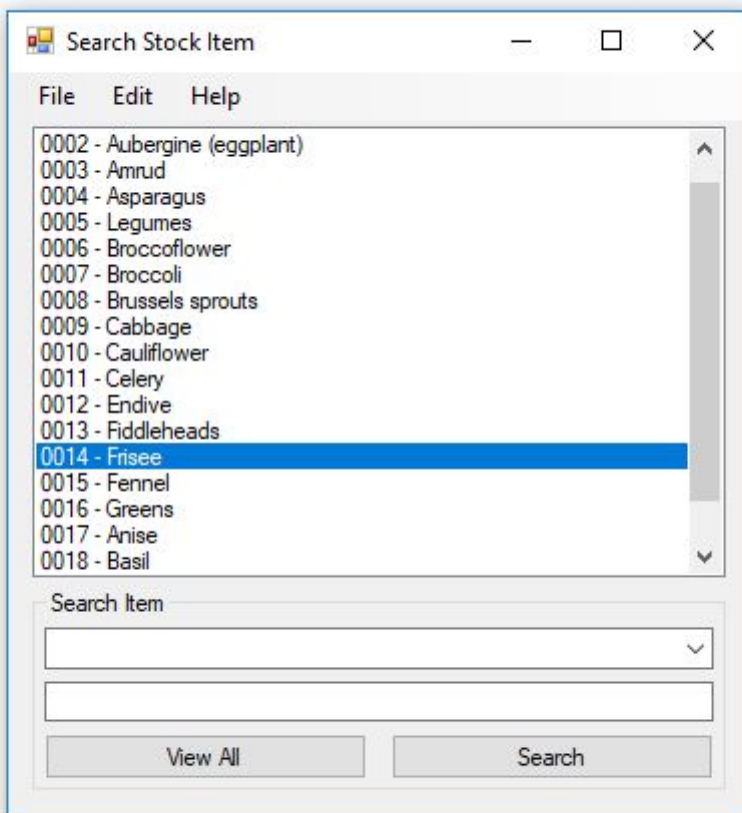 Search Stock Item
File Edit Help
0002 - Aubergine (eggplant)
0003 - Amrud
0004 - Asparagus
0005 - Legumes
0006 - Broccoflower
0007 - Broccoli
0008 - Brussels sprouts
0009 - Cabbage
0010 - Cauliflower
0011 - Celery
0012 - Endive
0013 - Fiddleheads
0014 - Frisee
0015 - Fennel
0016 - Greens
0017 - Anise
0018 - Basil
Search Item
View All Search